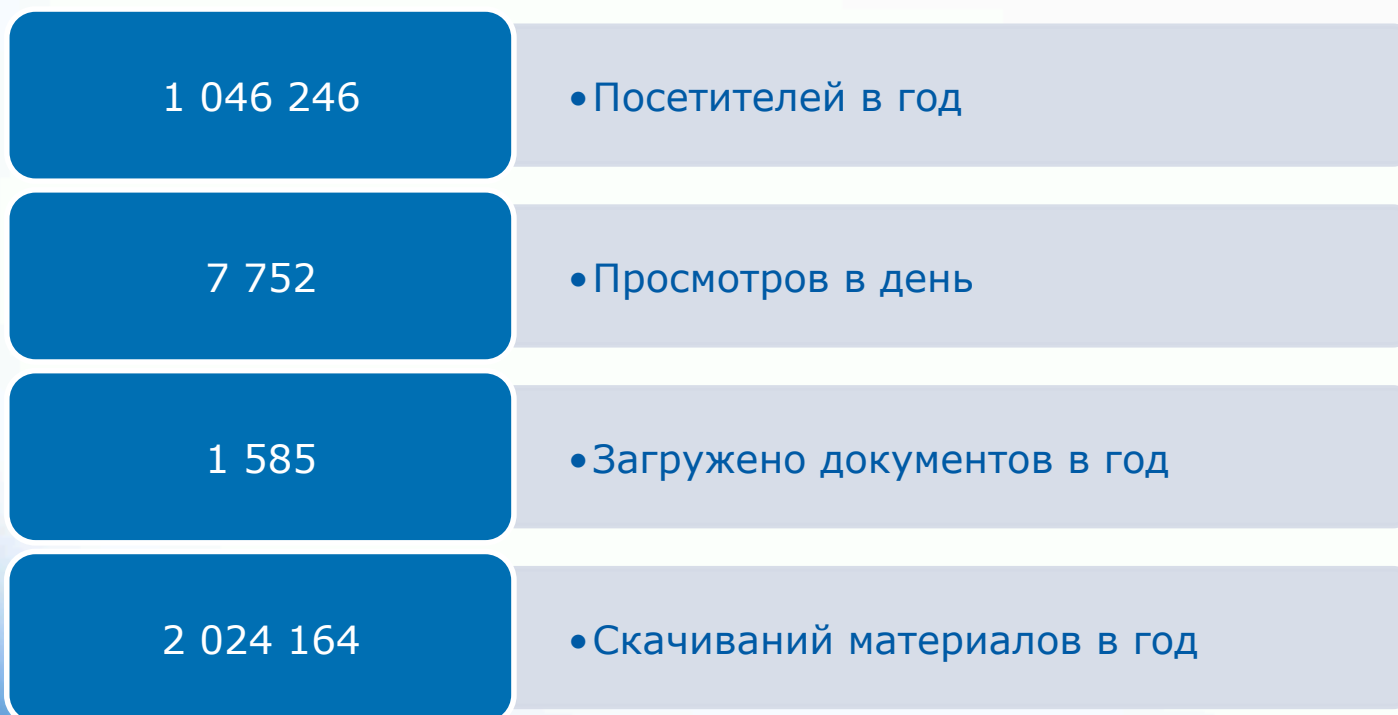 1 046 246
•Посетителей в год
7 752
•Просмотров в день
1 585
•Загружено документов в год
2 024 164
•Скачиваний материалов в год